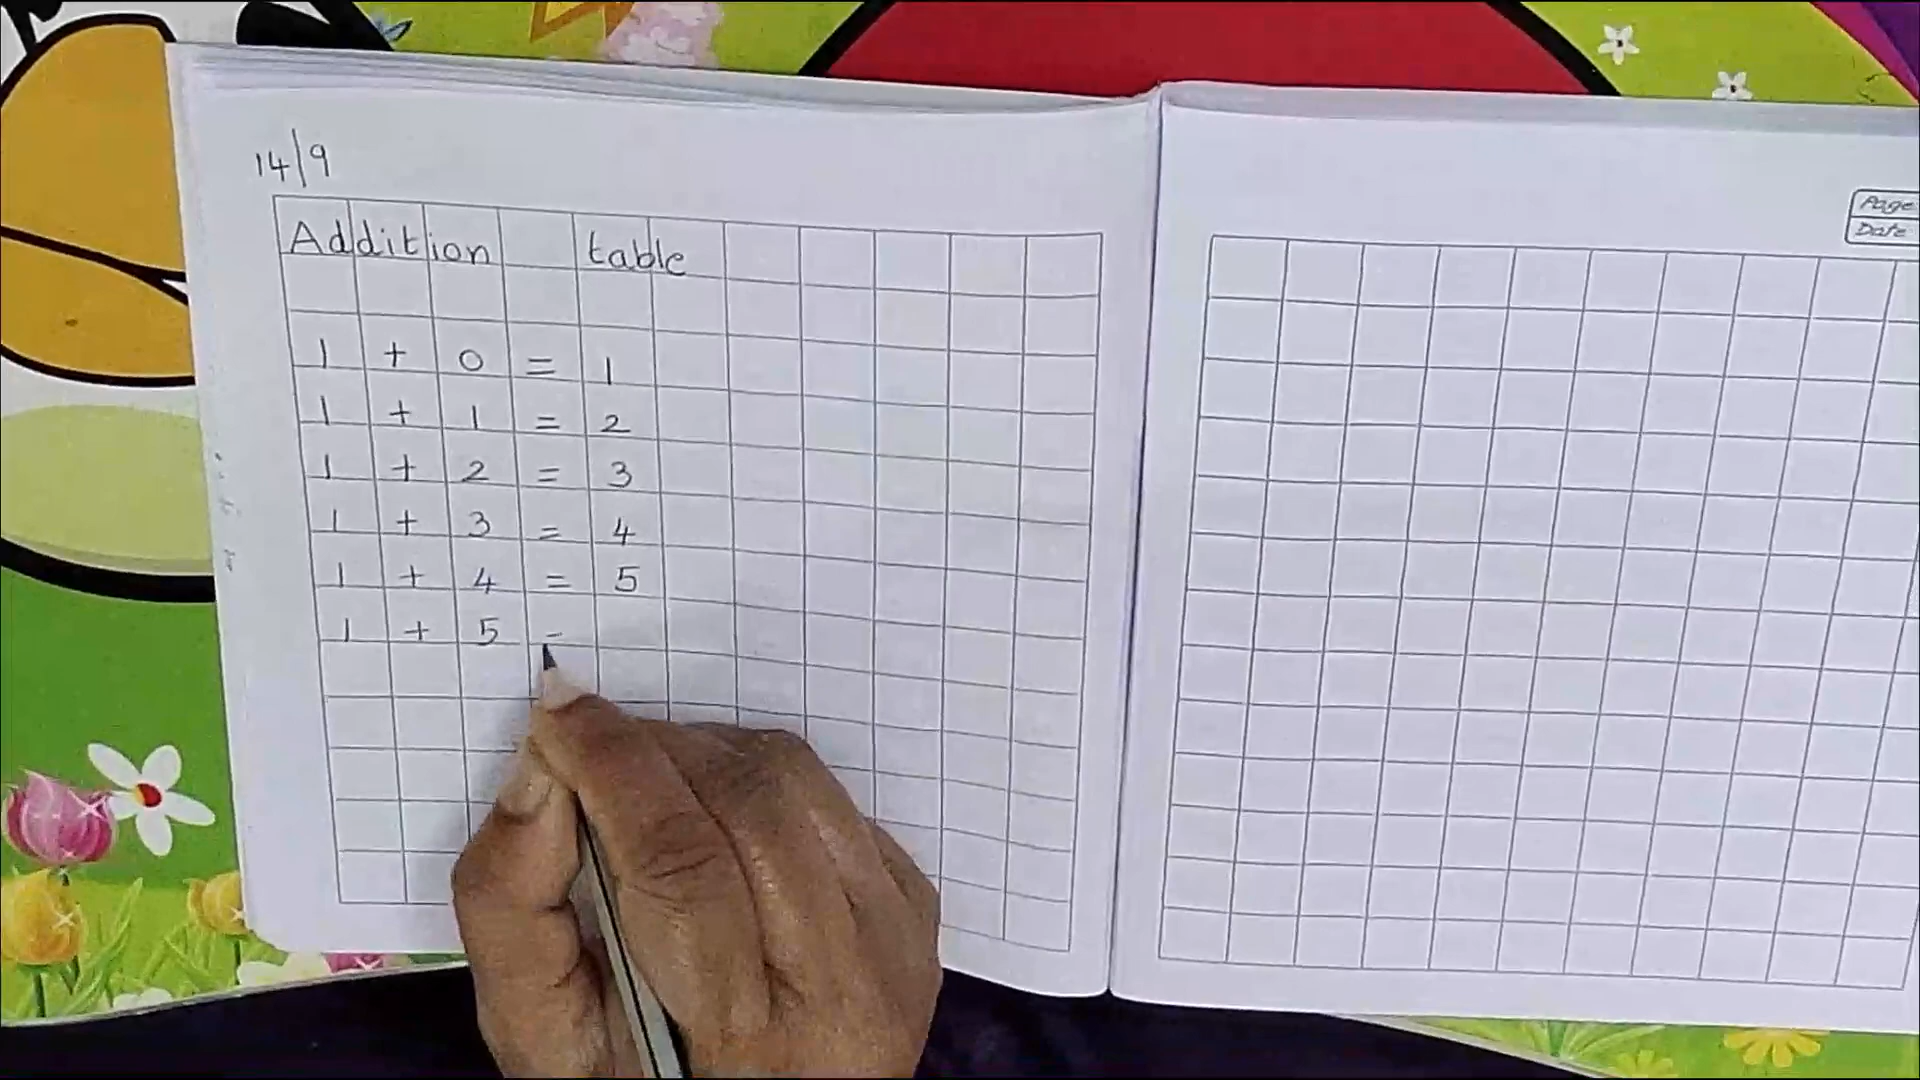 14/9
Addition table
1 + 0 = 1
1 + 1 = 2
1 + 2 = 3
1 + 3 = 4
1 + 4 = 5
1 + 5 -
Page
Date